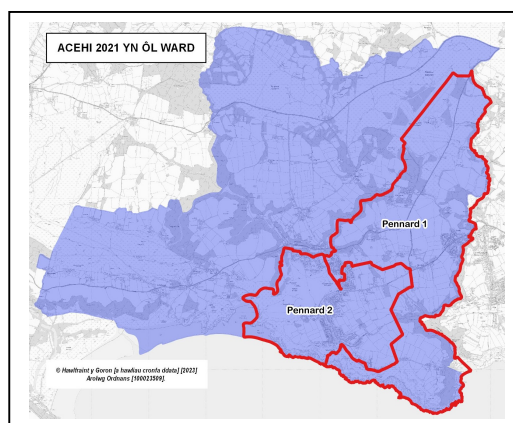 ACEHI 2021 YN ÔL WARD
Pennard 1
Pennard 2
© Hawlfraint y Goron [a hawliau cronfa ddata] [2023]
Arolwg Ordnans [100023509].